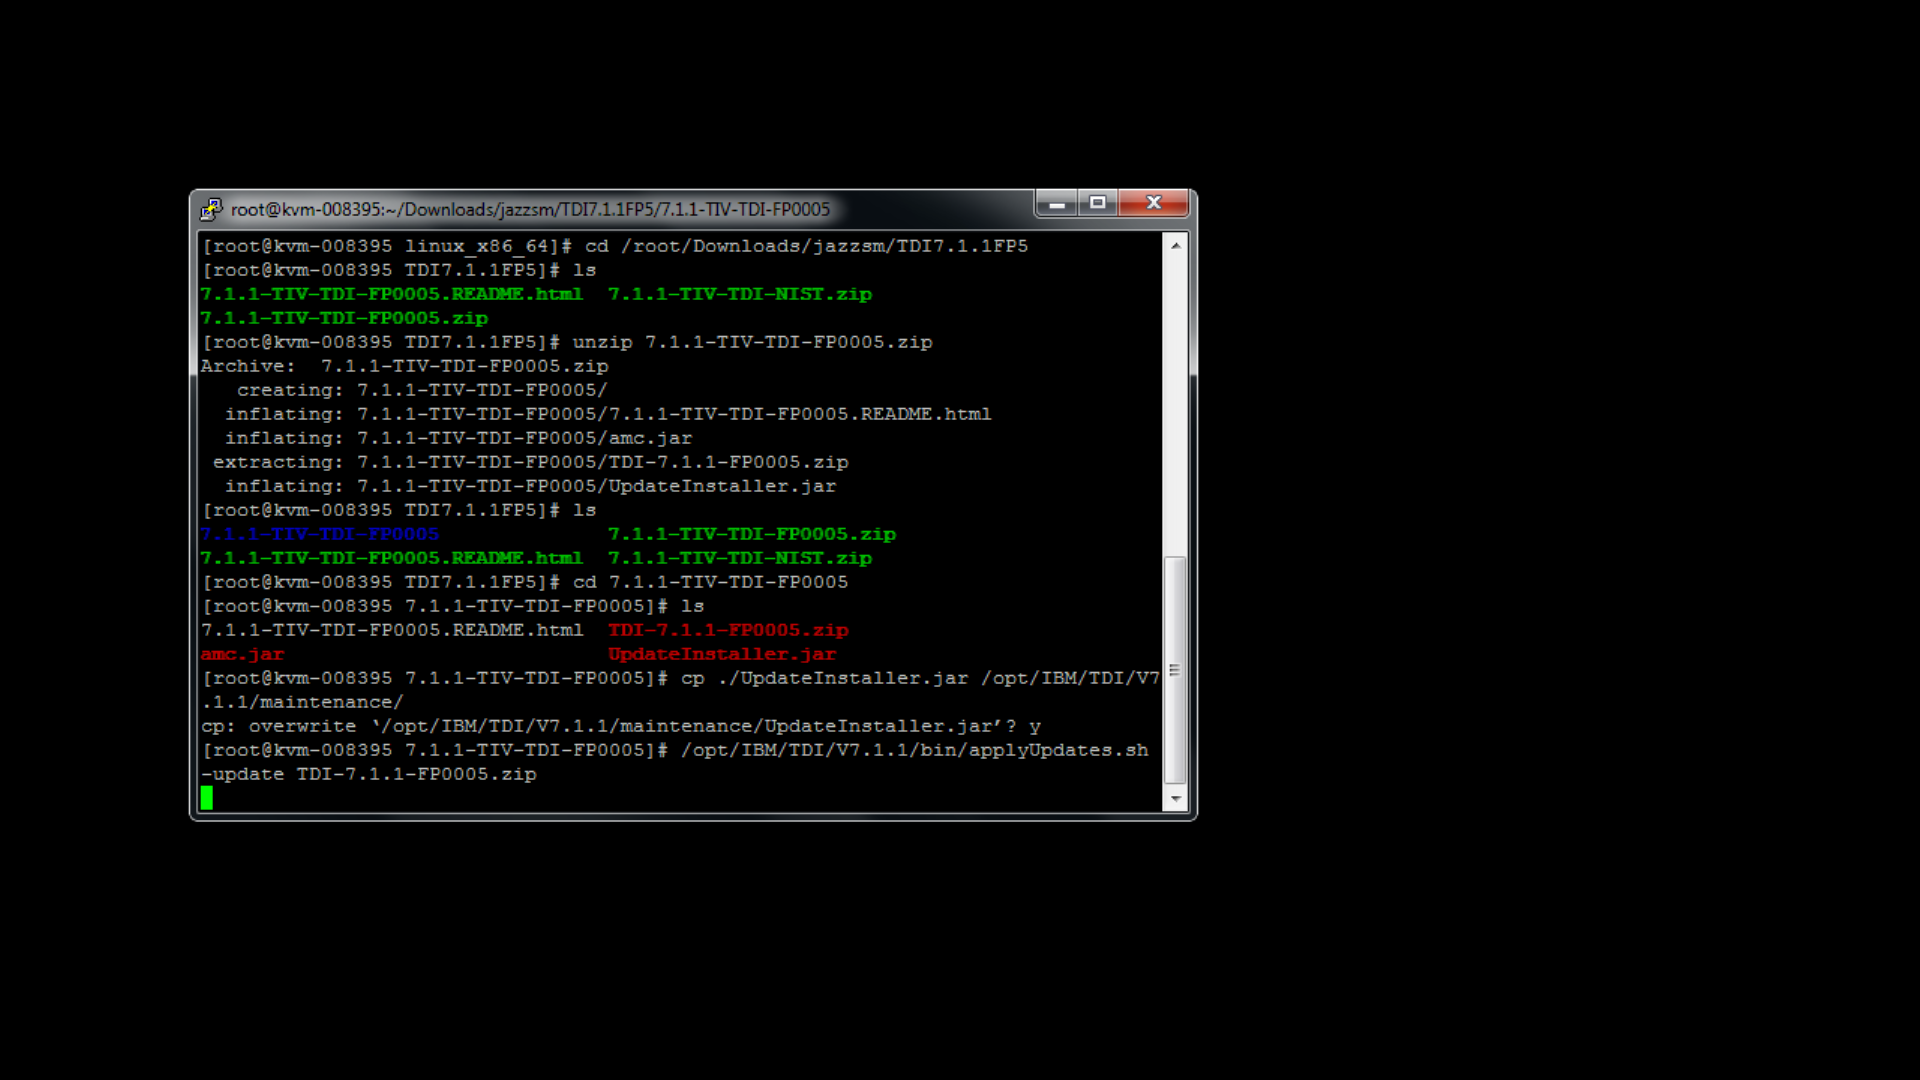 root@kvm-008395:~/Downloads/jazzsm/TDI7.1.1FP5/7.1.1-TIV-TDI-FP0005
[root@kvm-008395 linux_x86_64]# cd /root/Downloads/jazzsm/TDI7.1.1FP5
[root@kvm-008395 TDI7.1.1FP5]# ls
7.1.1-TIV-TDI-FP0005.README.html  7.1.1-TIV-TDI-NIST.zip
7.1.1-TIV-TDI-FP0005.zip
[root@kvm-008395 TDI7.1.1FP5]# unzip 7.1.1-TIV-TDI-FP0005.zip
Archive:  7.1.1-TIV-TDI-FP0005.zip
   creating: 7.1.1-TIV-TDI-FP0005/
  inflating: 7.1.1-TIV-TDI-FP0005/7.1.1-TIV-TDI-FP0005.README.html
  inflating: 7.1.1-TIV-TDI-FP0005/amc.jar
 extracting: 7.1.1-TIV-TDI-FP0005/TDI-7.1.1-FP0005.zip
  inflating: 7.1.1-TIV-TDI-FP0005/UpdateInstaller.jar
[root@kvm-008395 TDI7.1.1FP5]# ls
7.1.1-TIV-TDI-FP0005              7.1.1-TIV-TDI-FP0005.zip
7.1.1-TIV-TDI-FP0005.README.html  7.1.1-TIV-TDI-NIST.zip
[root@kvm-008395 TDI7.1.1FP5]# cd 7.1.1-TIV-TDI-FP0005
[root@kvm-008395 7.1.1-TIV-TDI-FP0005]# ls
7.1.1-TIV-TDI-FP0005.README.html  TDI-7.1.1-FP0005.zip
amc.jar                           UpdateInstaller.jar
[root@kvm-008395 7.1.1-TIV-TDI-FP0005]# cp ./UpdateInstaller.jar /opt/IBM/TDI/V7
.1.1/maintenance/
cp: overwrite ‘/opt/IBM/TDI/V7.1.1/maintenance/UpdateInstaller.jar’? y
[root@kvm-008395 7.1.1-TIV-TDI-FP0005]# /opt/IBM/TDI/V7.1.1/bin/applyUpdates.sh
-update TDI-7.1.1-FP0005.zip